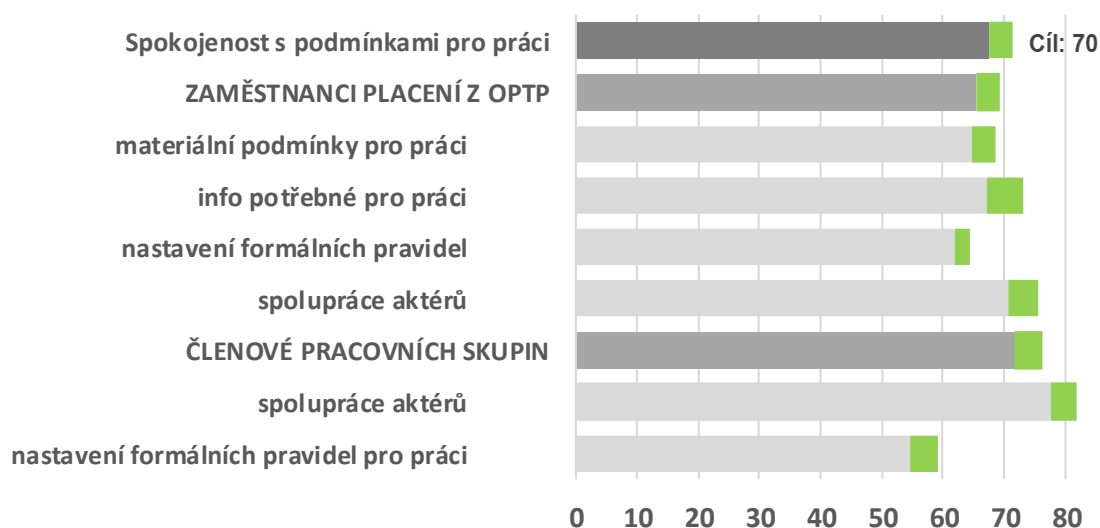 Spokojenost s podmínkami pro práci
Cíl: 70
ZAMĚSTNANCI PLACENÍ Z OPTP
materiální podmínky pro práci
info potřebné pro práci
nastavení formálních pravidel
spolupráce aktérů
ČLENOVÉ PRACOVNÍCH SKUPIN
spolupráce aktérů
nastavení formálních pravidel pro práci
0 10 20 30 40 50 60 70 80